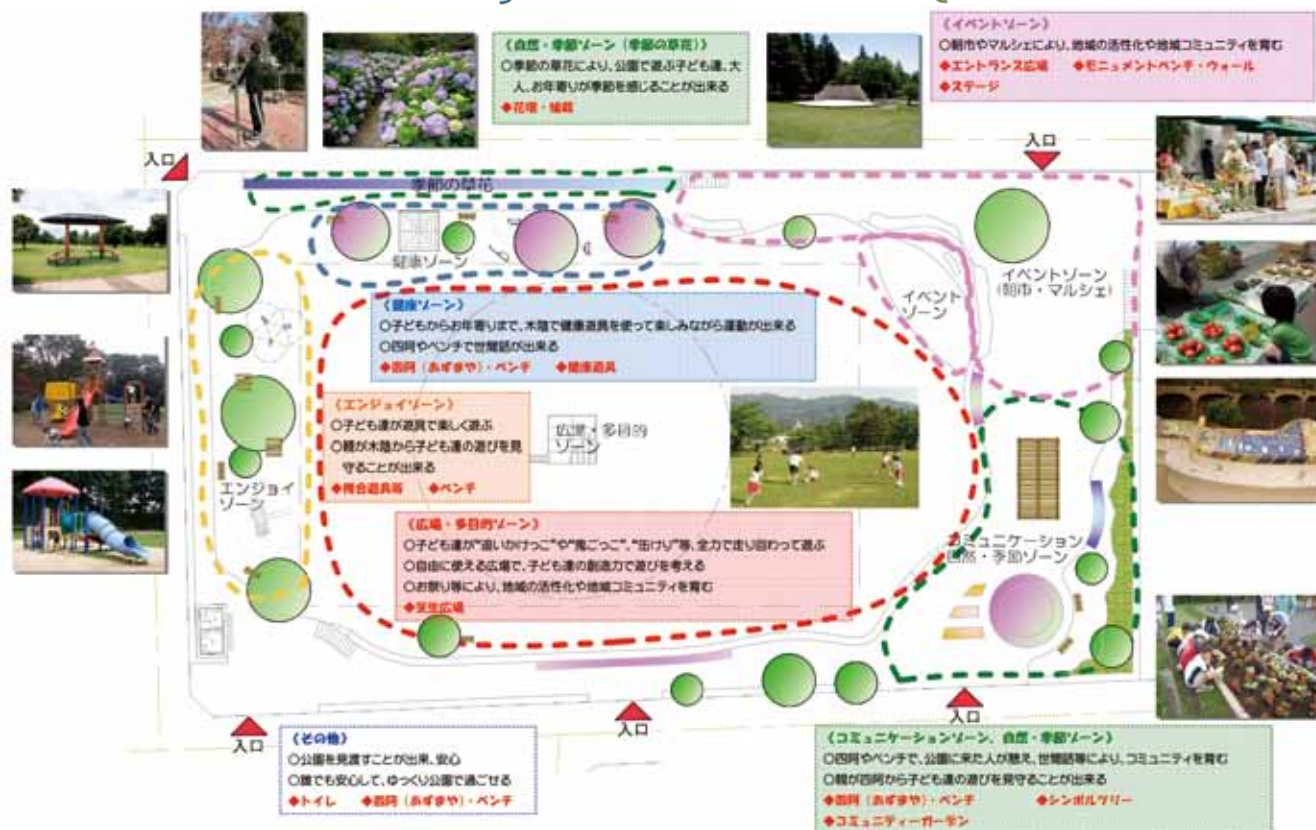 《自然・季節ゾーン（季節の草花）》
○季節の草花により、公園で遊ぶ子ども達、大
人、お年寄りが季節を感じることが出来る
◆花壇・植栽
《イベントゾーン》
○朝市やマルシェにより、地域の活性化や地域コミュニティを育む
◆エントランス広場　◆モニュメントベンチ・ウォール
◆ステージ
入口
入口
季節の草花
健康ゾーン
イベント
ゾーン
イベントゾーン
(朝市・マルシェ)
《健康ゾーン》
○子どもからお年寄りまで、木陰で健康遊具を使って楽しみながら運動が出来る
○四阿やベンチで世間話が出来る
◆四阿（あずまや）・ベンチ　◆健康遊具
《エンジョイゾーン》
○子ども達が遊具で楽しく遊ぶ
○親が木陰から子ども達の遊びを見
守ることが出来る
◆複合遊具等　◆ベンチ
広場・多目的
ゾーン
エンジョイ
ゾーン
《広場・多目的ゾーン》
○子ども達が“追いかけっこ”や“鬼ごっこ”、“缶けり”等、全力で走り回わって遊ぶ
○自由に使える広場で、子ども達の創造力で遊びを考える
○お祭り等により、地域の活性化や地域コミュニティを育む
◆芝生広場
コミュニケーション
自然・季節ゾーン
入口
入口
入口
《その他》
○公園を見渡すことが出来、安心
○誰でも安心して、ゆっくり公園で過ごせる
◆トイレ　◆四阿（あずまや）・ベンチ
《コミュニケーションゾーン、自然・季節ゾーン》
○四阿やベンチで、公園に来た人が憩え、世間話等により、コミュニティを育む
○親が四阿から子ども達の遊びを見守ることが出来る
◆四阿（あずまや）・ベンチ　◆シンボルツリー
◆コミュニティーガーデン